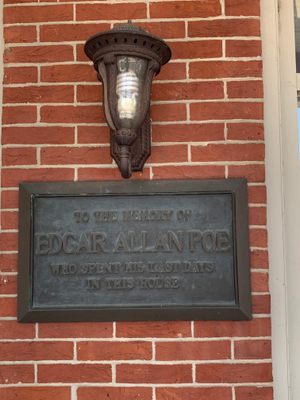 TO THE MEMORY OF
EDGAR ALLAN POE
WHO SPENT HIS LAST DAYS
IN THIS HOUSE